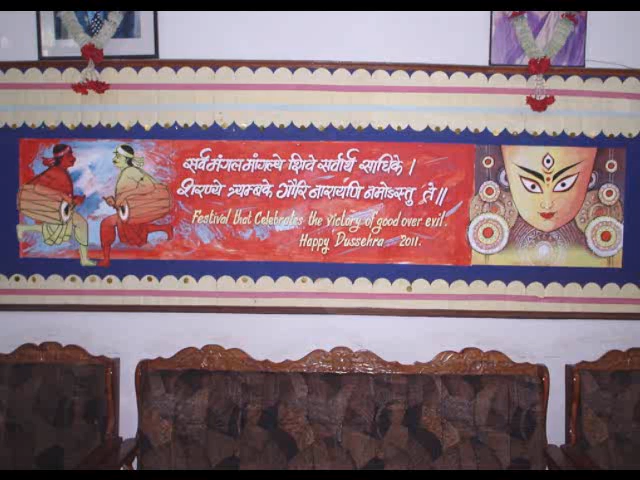 सर्वमंगल मांगल्ये शिवे सर्वार्थ साधिके ।
शरण्ये त्र्यम्बके गौरि नारायणि नमोऽस्तु ते॥
Festival that Celebrates the victory of good over evil.
Happy Dussehra 2011.